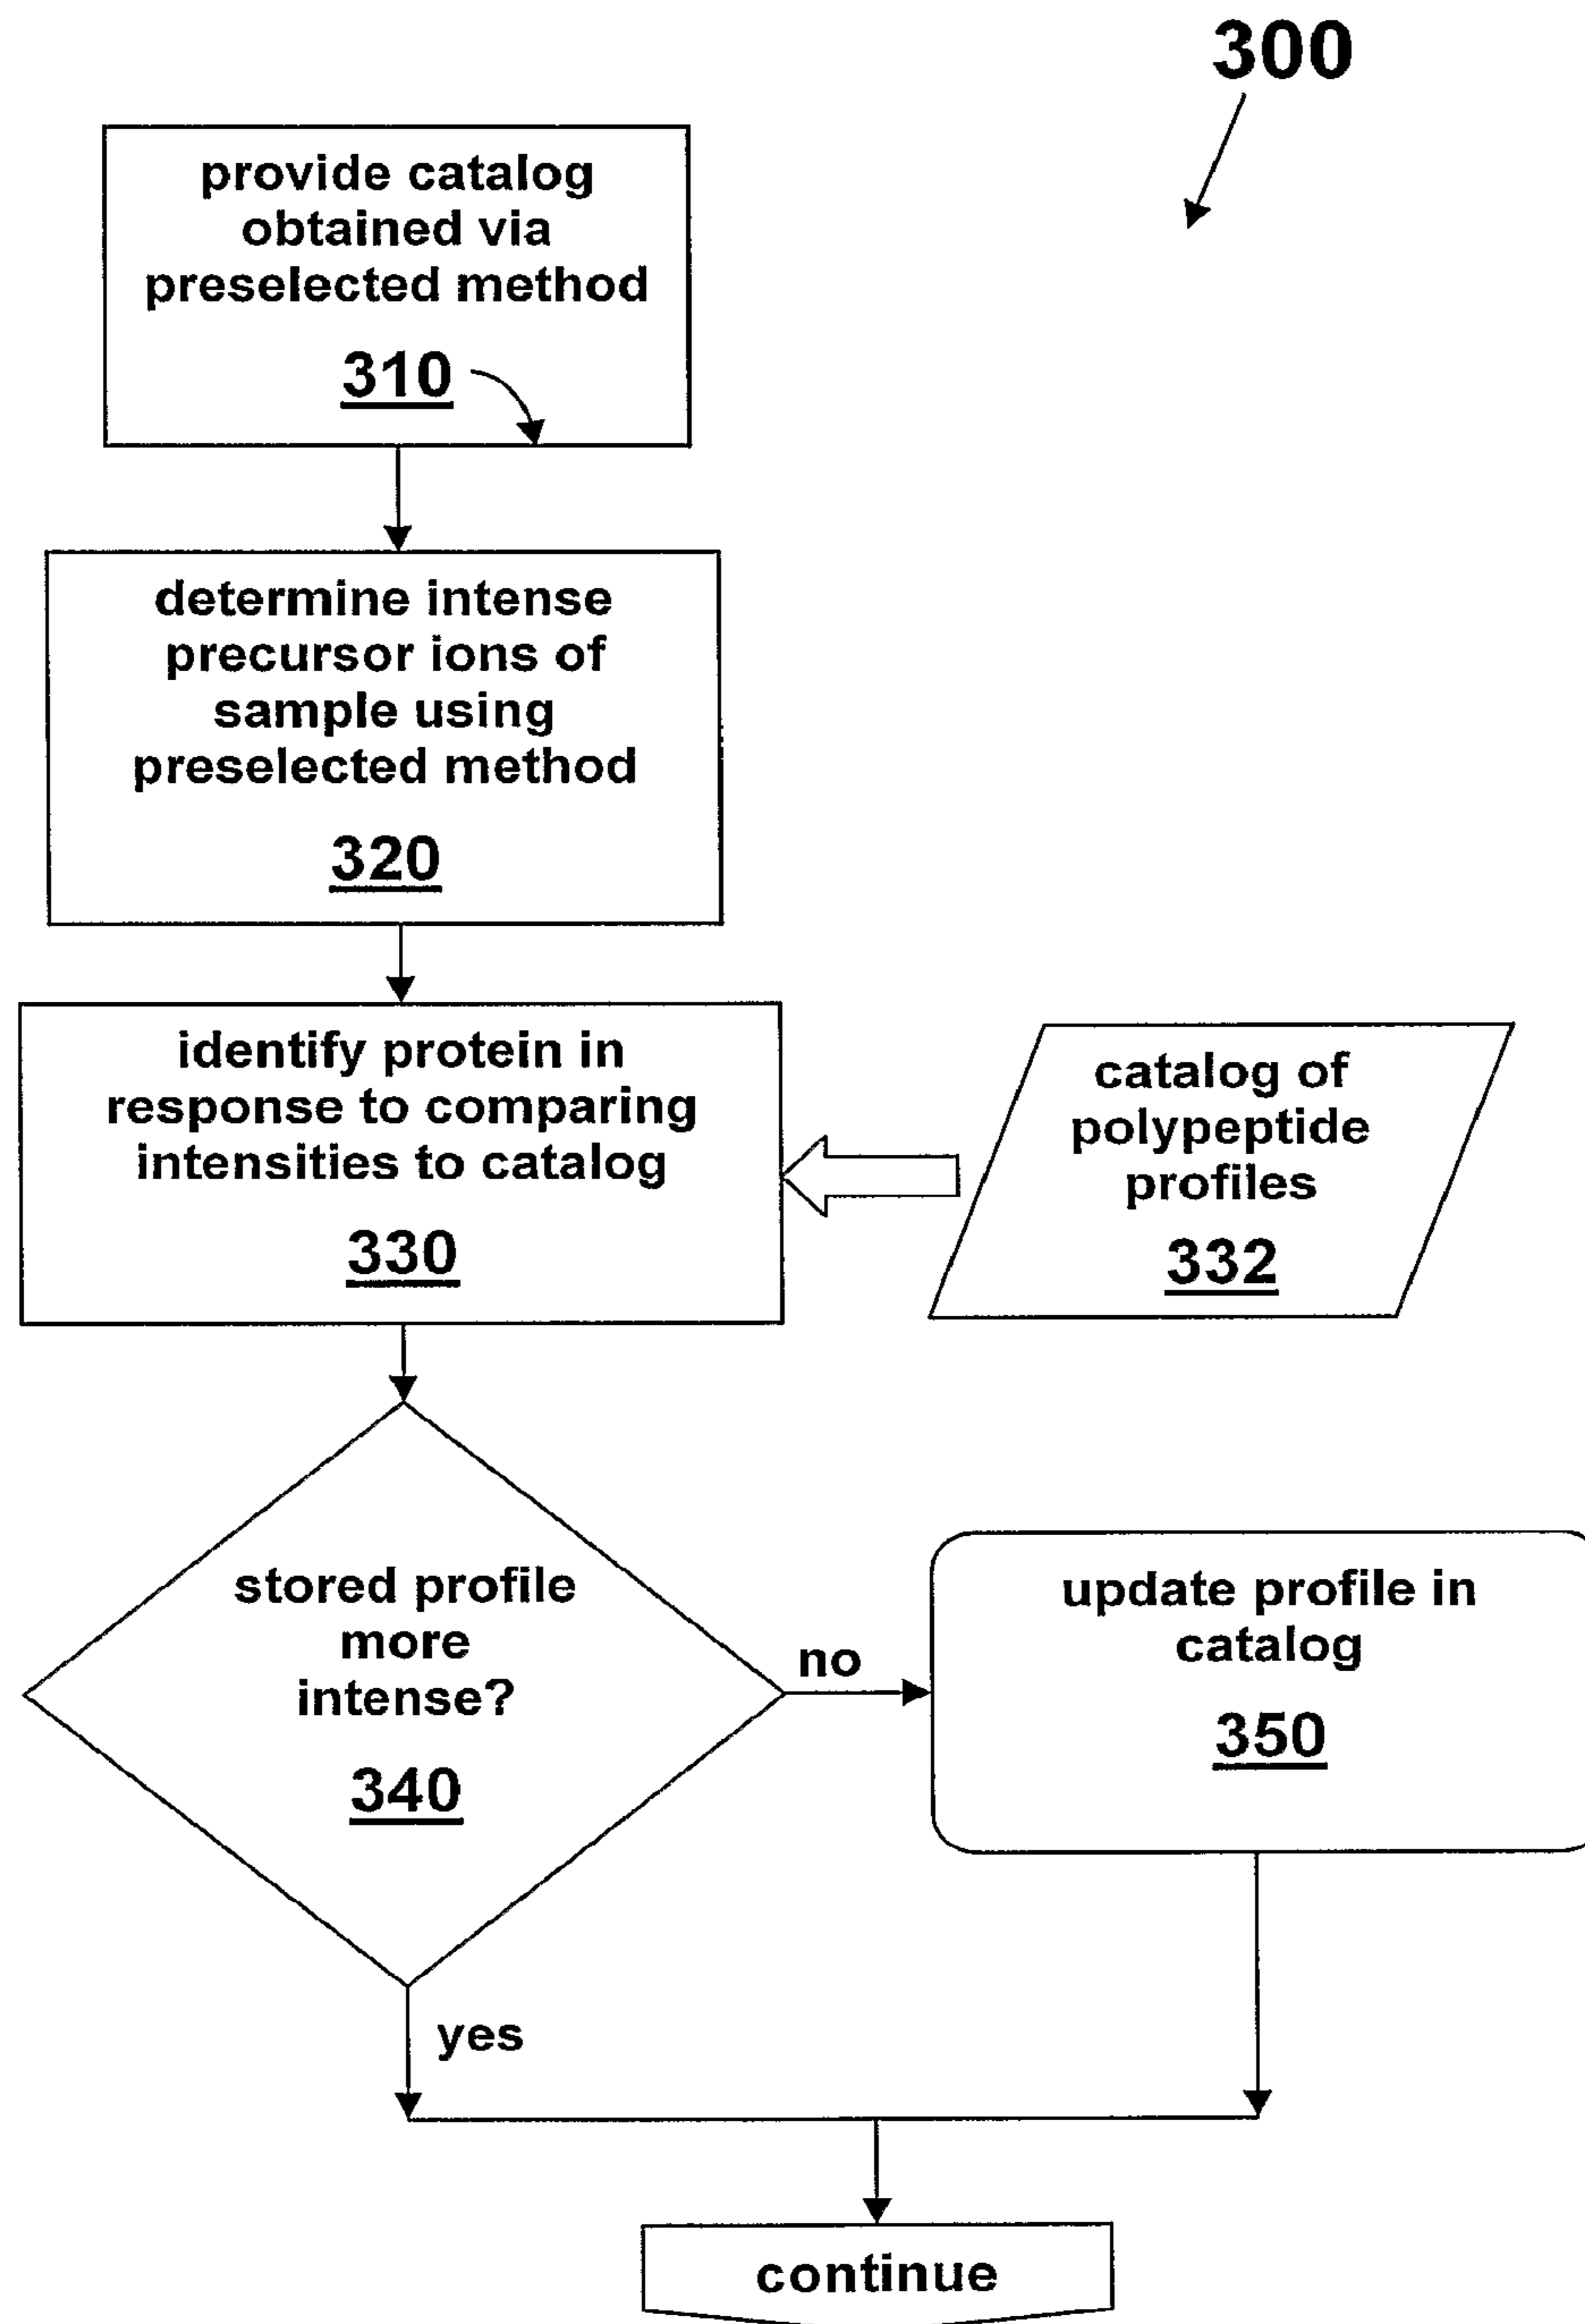 300
provide catalog
obtained via
preselected method
310
determine intense
precursor ions of
sample using
preselected method
320
identify protein in
response to comparing
intensities to catalog
330
catalog of
polypeptide
profiles
332
stored profile
more
intense?
340
no
update profile in
catalog
350
yes
continue